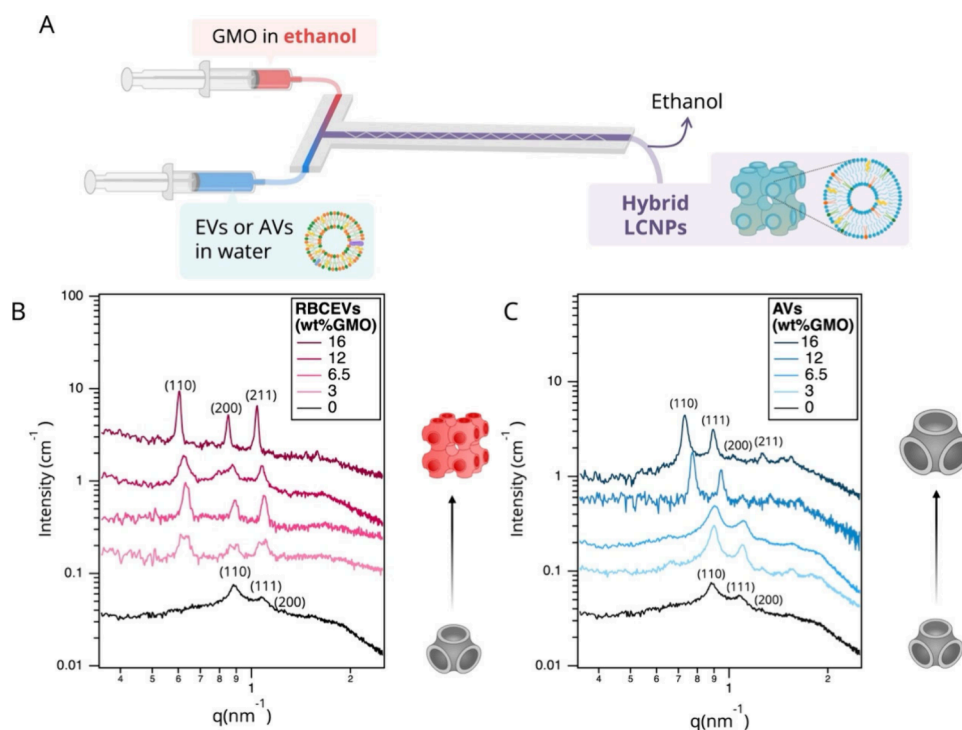 A
GMO in ethanol
EVs or AVs
in water
Ethanol
Hybrid
LCNPs
B
100
10
1
0.1
0.01
Intensity (cm-1)
RBCEVs
(wt%GMO)
16
12
6.5
3
0
(110)
(200)
(211)
(110)
(111)
(200)
4
5
6
7
8
9
1
2
q(nm-1)
C
100
10
1
0.1
0.01
Intensity (cm-1)
AVs
(wt%GMO)
16
12
6.5
3
0
(110)
(111)
(200)
(211)
(110)
(111)
(200)
4
5
6
7
8
9
1
2
q(nm-1)